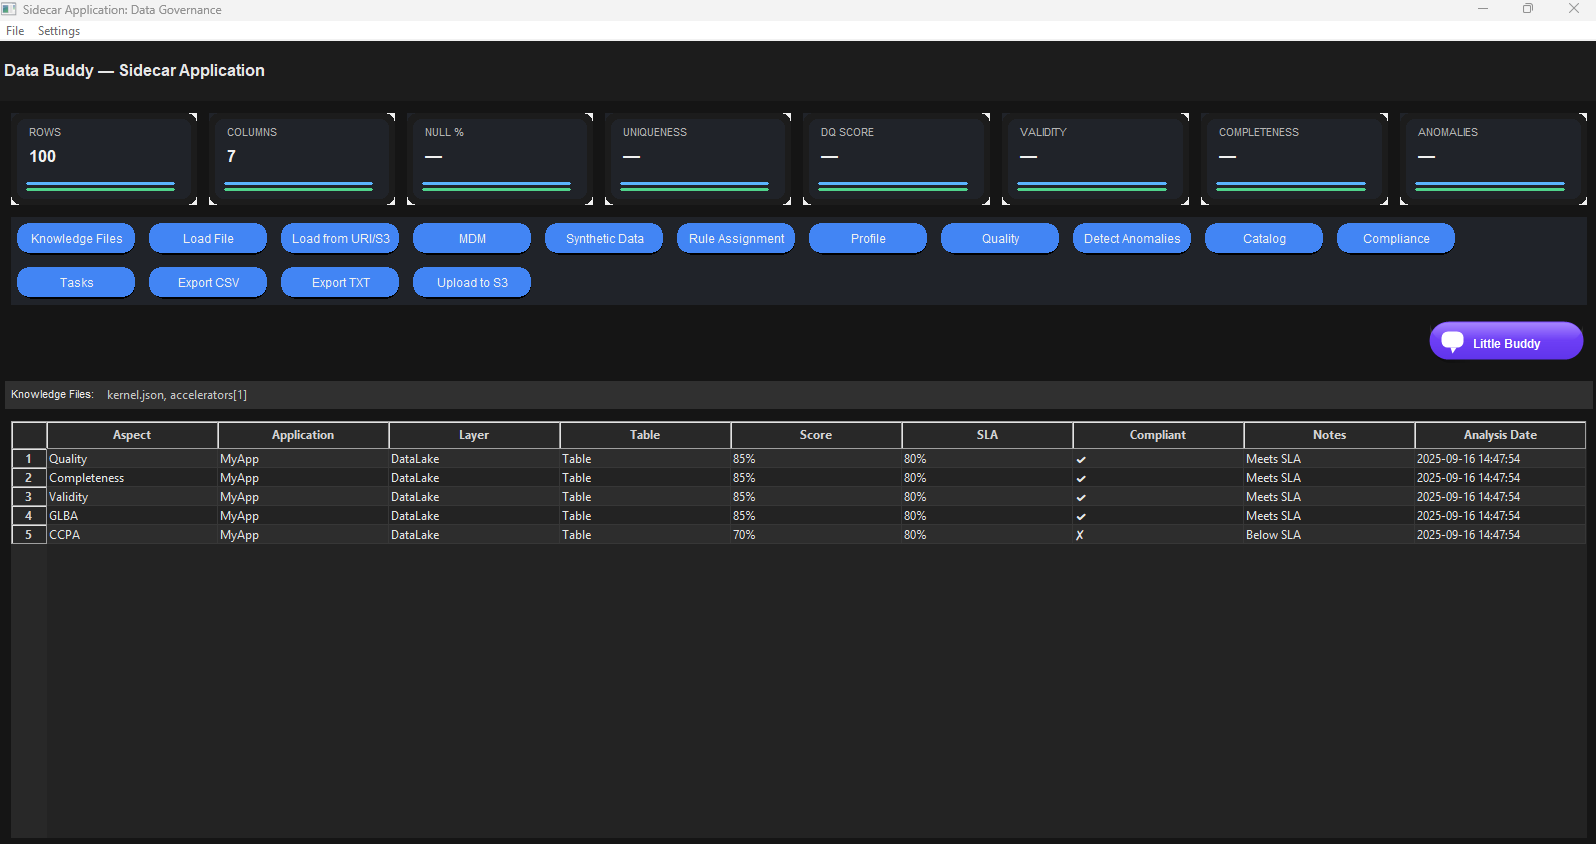 Sidecar Application: Data Governance
File Settings
Data Buddy — Sidecar Application
ROWS COLUMNS NULL % UNIQUENESS DQ SCORE VALIDITY COMPLETENESS ANOMALIES
100 7 — — — — — —
Knowledge Files Load File Load from URI/S3 MDM Synthetic Data Rule Assignment Profile Quality Detect Anomalies Catalog Compliance
Tasks Export CSV Export TXT Upload to S3
Little Buddy
Knowledge Files: kernel.json, accelerators[1]
Aspect Application Layer Table Score SLA Compliant Notes Analysis Date
1 Quality MyApp DataLake Table 85% 80% ✔ Meets SLA 2025-09-16 14:47:54
2 Completeness MyApp DataLake Table 85% 80% ✔ Meets SLA 2025-09-16 14:47:54
3 Validity MyApp DataLake Table 85% 80% ✔ Meets SLA 2025-09-16 14:47:54
4 GLBA MyApp DataLake Table 85% 80% ✔ Meets SLA 2025-09-16 14:47:54
5 CCPA MyApp DataLake Table 70% 80% ✗ Below SLA 2025-09-16 14:47:54